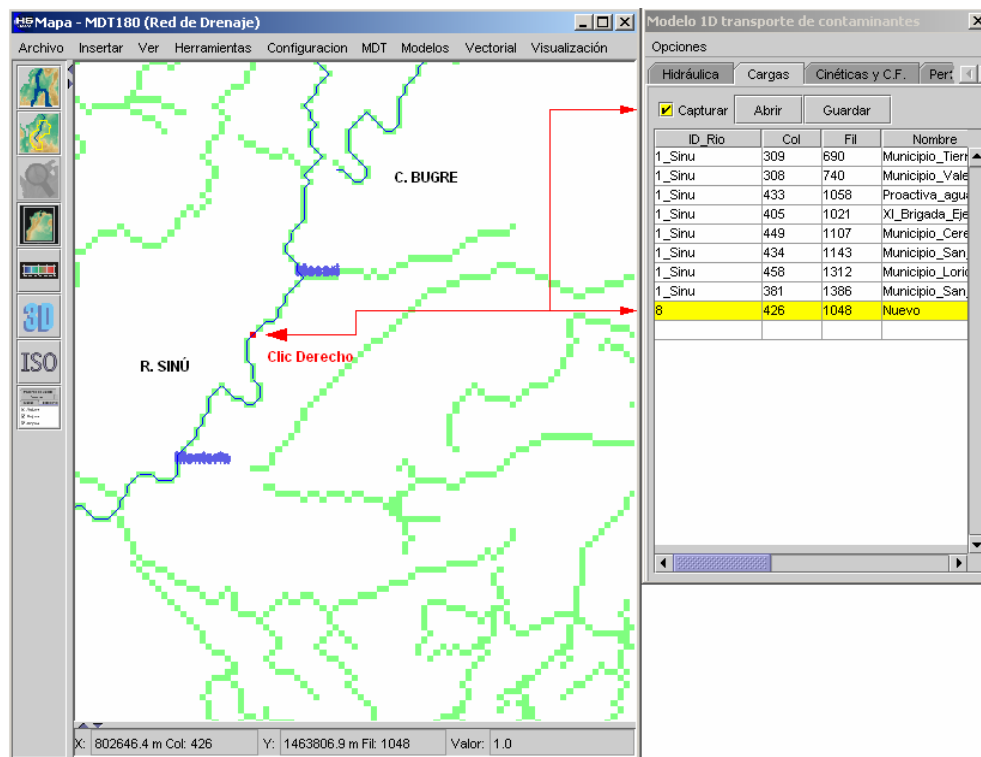 Mapa - MDT180 (Red de Drenaje)
Archivo Insertar Ver Herramientas Configuracion MDT Modelos Vectorial Visualización
3D
ISO
C. BUGRE
R. SINÚ
Clic Derecho
X: 802646.4 m Col: 426 Y: 1463806.9 m Fil: 1048 Valor: 1.0
Modelo 1D transporte de contaminantes
Opciones
Hidráulica Cargas Cinéticas y C.F.
Capturar Abrir Guardar
ID_Rio Col Fil Nombre
1_Sinu 309 690 Municipio_Tierr
1_Sinu 308 740 Municipio_Vale
1_Sinu 433 1058 Proactiva_agua
1_Sinu 405 1021 XI_Brigada_Eje
1_Sinu 449 1107 Municipio_Cere
1_Sinu 434 1143 Municipio_San_
1_Sinu 458 1312 Municipio_Loric
1_Sinu 381 1386 Municipio_San_
8 426 1048 Nuevo